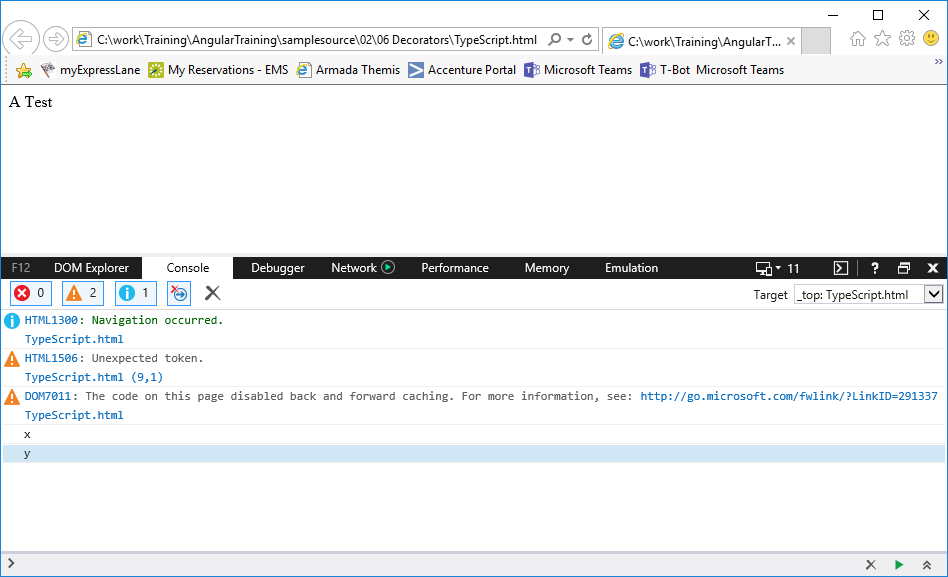 C:\work\Training\AngularTraining\samplesource\02\06 Decorators\TypeScript.html C:\work\Training\AngularT...
myExpressLane My Reservations - EMS Armada Themis Accenture Portal Microsoft Teams T-Bot Microsoft Teams
A Test
F12 DOM Explorer Console Debugger Network Performance Memory Emulation 11 ?
0 2 1 Target _top: TypeScript.html
HTML1300: Navigation occurred.
TypeScript.html
HTML1506: Unexpected token.
TypeScript.html (9,1)
DOM7011: The code on this page disabled back and forward caching. For more information, see: http://go.microsoft.com/fwlink/?LinkID=291337
TypeScript.html
x
y